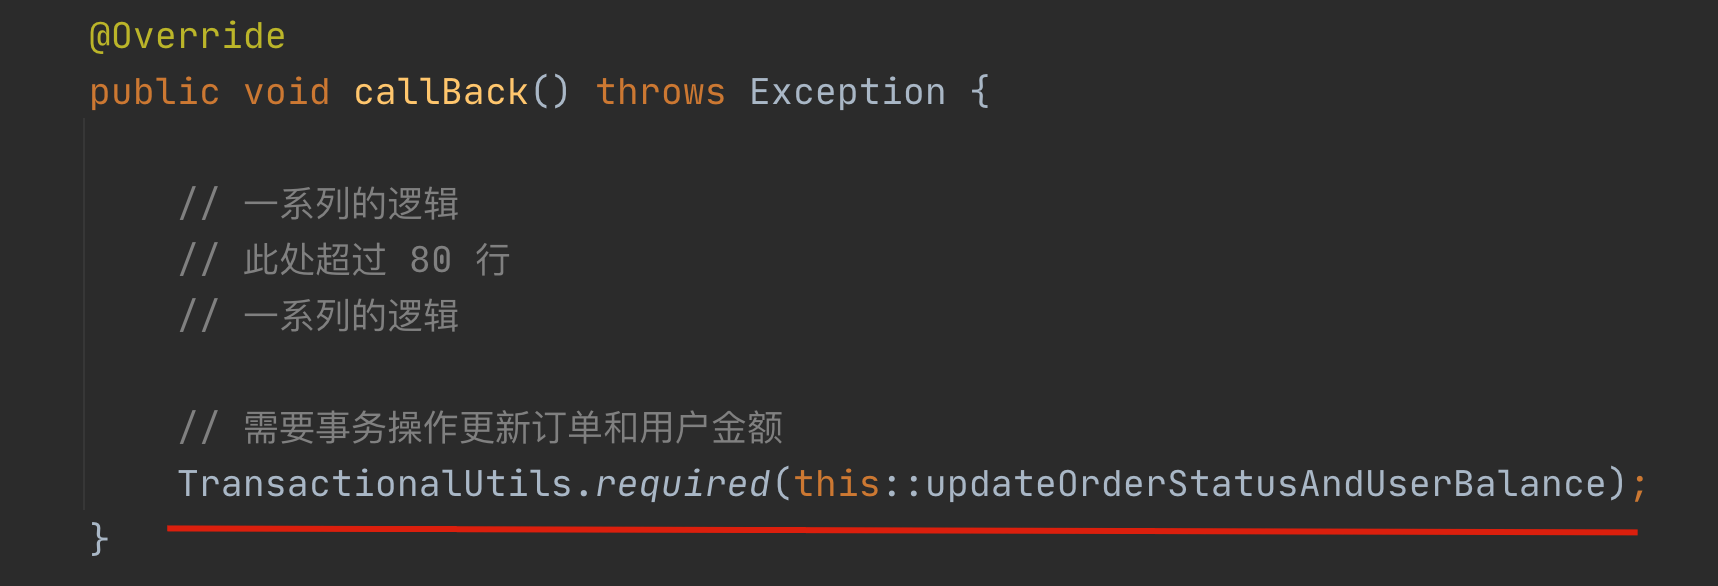 @Override
public void callBack() throws Exception {
// 一系列的逻辑
// 此处超过 80 行
// 一系列的逻辑
// 需要事务操作更新订单和用户金额
TransactionalUtils.required(this::updateOrderStatusAndUserBalance);
}